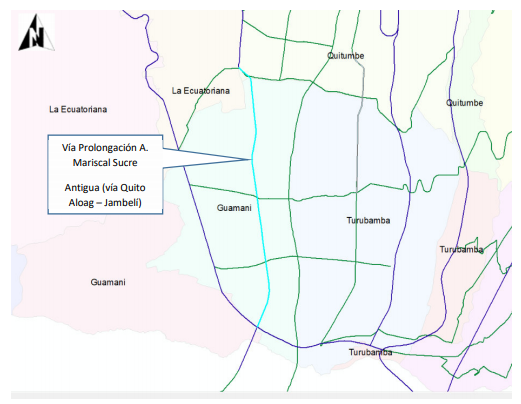 N
Quitumbe
La Ecuatoriana
La Ecuatoriana
Quitumbe
Vía Prolongación A.
Mariscal Sucre
Antigua (vía Quito
Aloag – Jambelí)
Guamani
Turubamba
Turubamba
Guamani
Turubamba